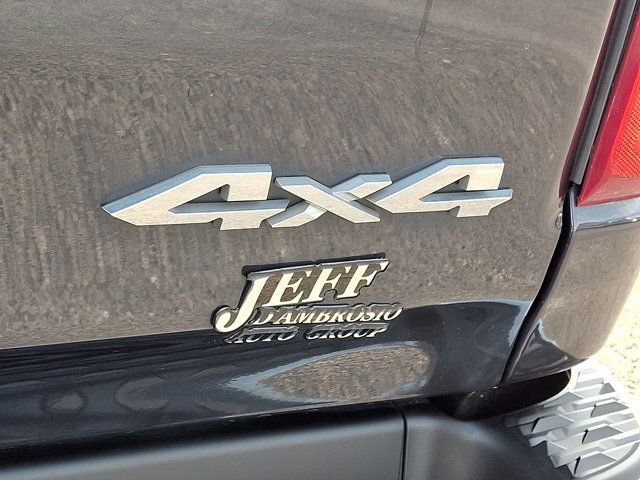 4x4
JEFF
D'AMBROSIO
AUTO GROUP